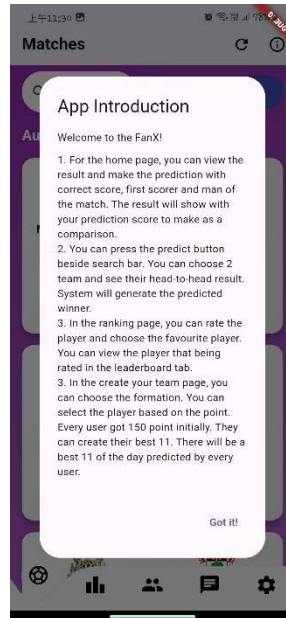 上午11:30
DEBUG
Matches
App Introduction
Welcome to the FanX!
1. For the home page, you can view the
result and make the prediction with
correct score, first scorer and man of
the match. The result will show with
your prediction score to make as a
comparison.
2. You can press the predict button
beside search bar. You can choose 2
team and see their head-to-head result.
System will generate the predicted
winner.
3. In the ranking page, you can rate the
player and choose the favourite player.
You can view the player that being
rated in the leaderboard tab.
3. In the create your team page, you
can choose the formation. You can
select the player based on the point.
Every user got 150 point initially. They
can create their best 11. There will be a
best 11 of the day predicted by every
user.
Got it!